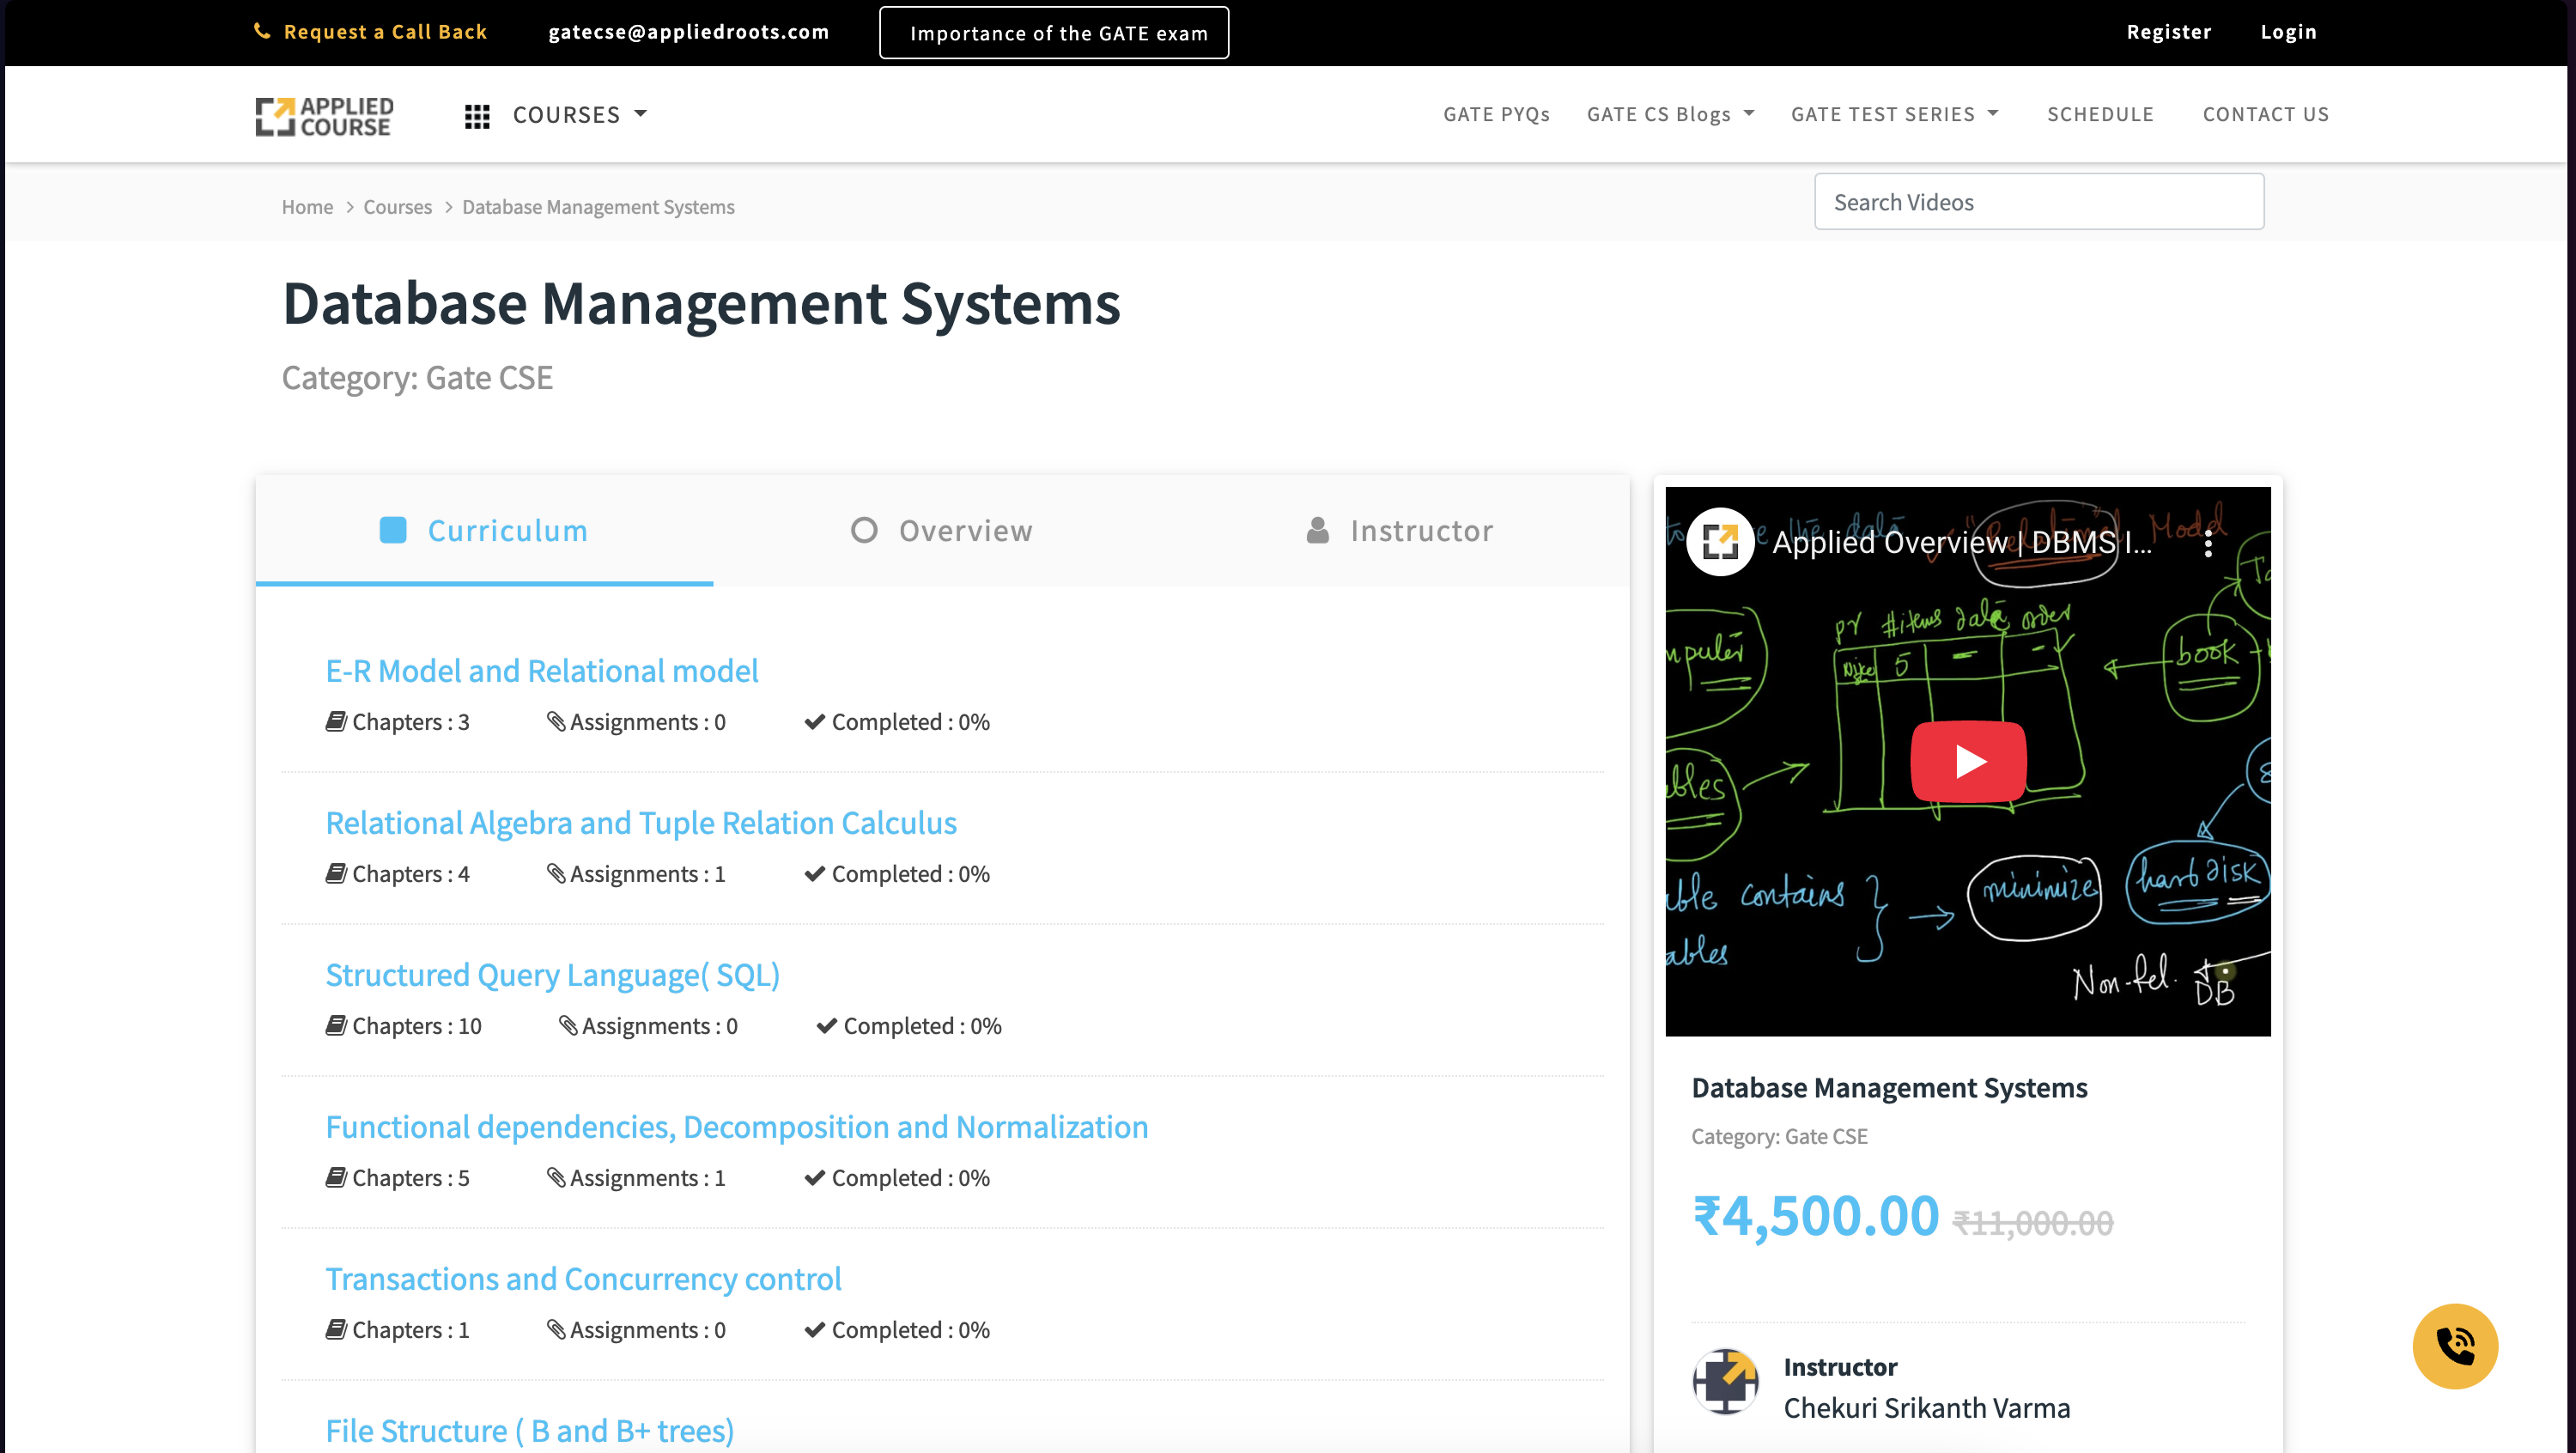 Request a Call Back gatecse@appliedroots.com Importance of the GATE exam Register Login
APPLIED
COURSE
COURSES GATE PYQs GATE CS Blogs GATE TEST SERIES SCHEDULE CONTACT US
Home > Courses > Database Management Systems
Search Videos
Database Management Systems
Category: Gate CSE
Curriculum Overview Instructor
E-R Model and Relational model
Chapters : 3 Assignments : 0 Completed : 0%
Relational Algebra and Tuple Relation Calculus
Chapters : 4 Assignments : 1 Completed : 0%
Structured Query Language( SQL)
Chapters : 10 Assignments : 0 Completed : 0%
Functional dependencies, Decomposition and Normalization
Chapters : 5 Assignments : 1 Completed : 0%
Transactions and Concurrency control
Chapters : 1 Assignments : 0 Completed : 0%
File Structure ( B and B+ trees)
Applied Overview | DBMS I...
Model
pr #items date order
Nike 5
book
contains
minimize
hard disk
Non-Rel.
DB
Database Management Systems
Category: Gate CSE
₹4,500.00 ₹11,000.00
Instructor
Chekuri Srikanth Varma